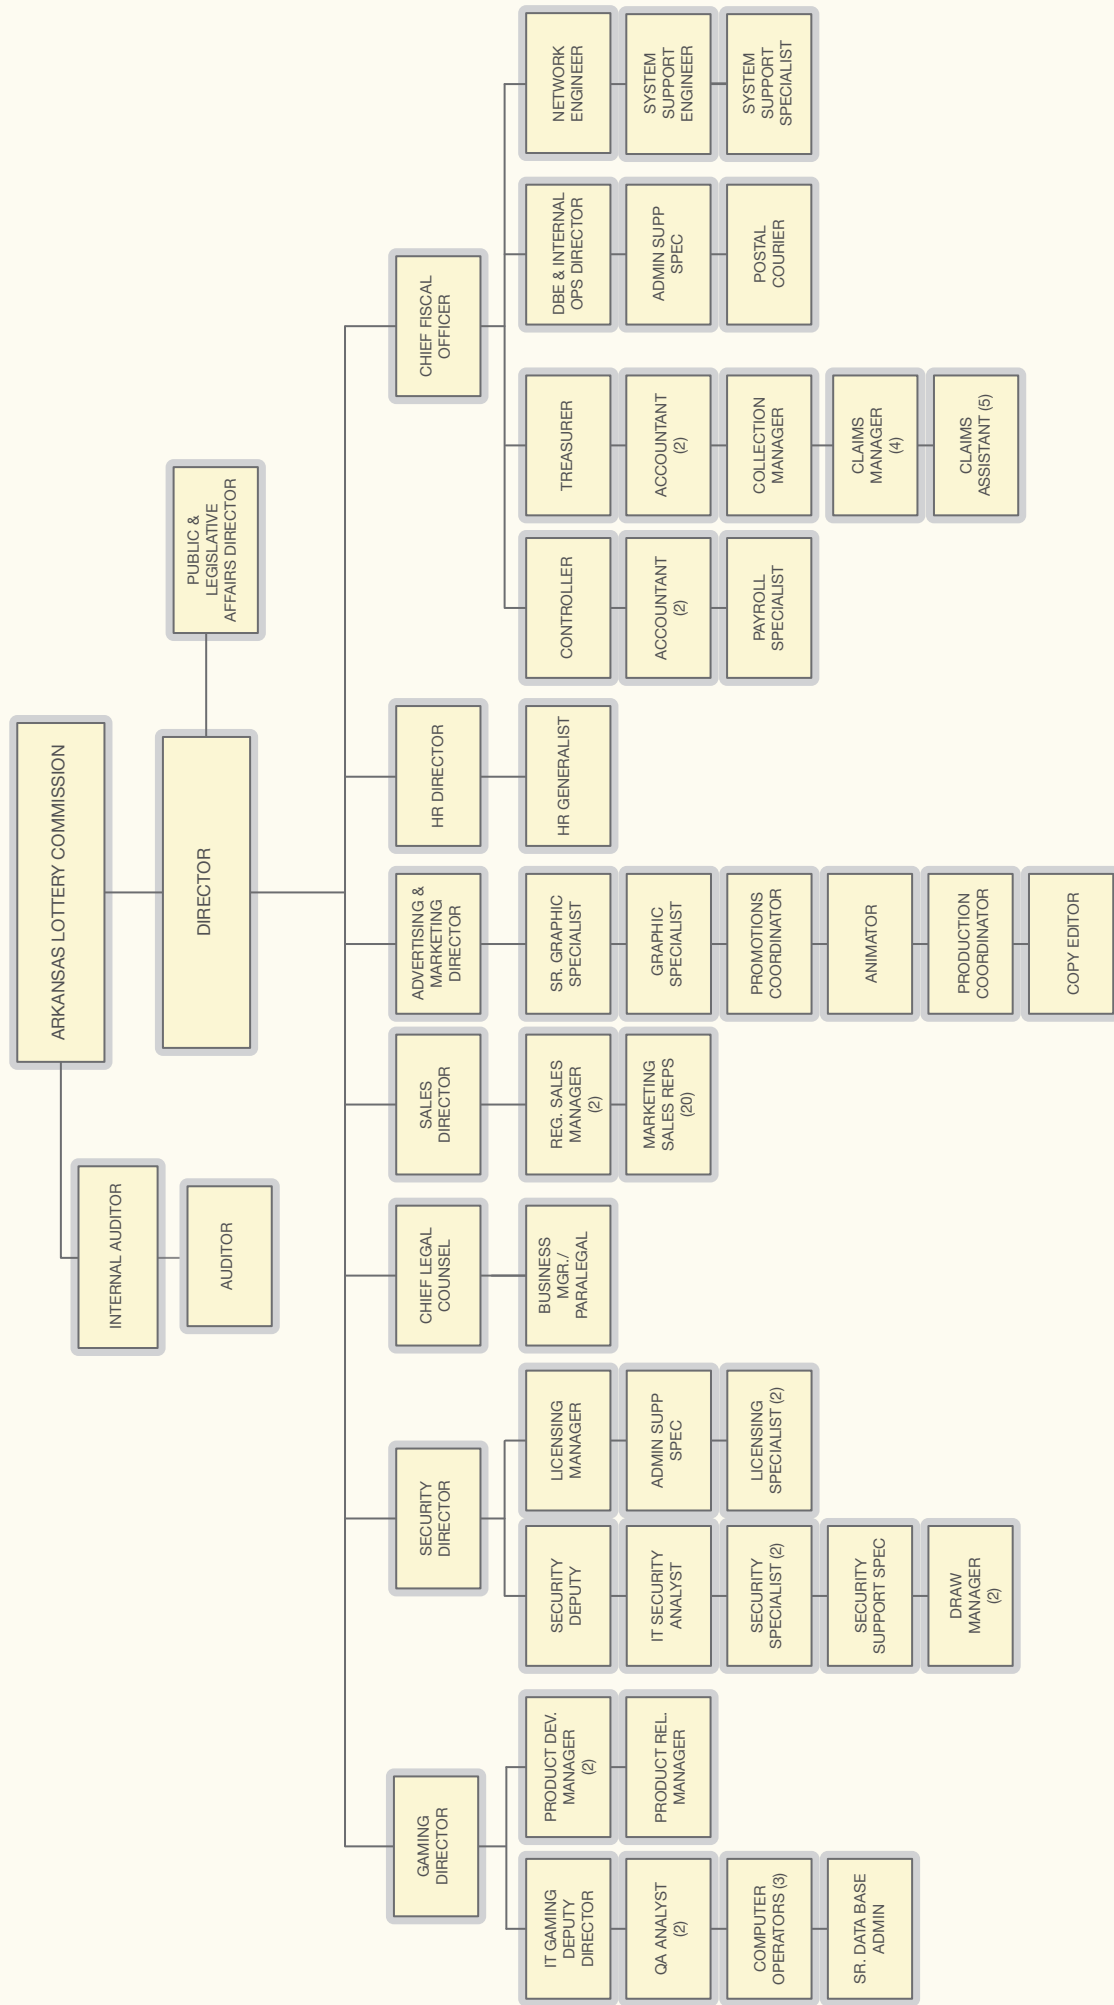 ARKANSAS LOTTERY COMMISSION
INTERNAL AUDITOR
AUDITOR
DIRECTOR
PUBLIC &
LEGISLATIVE
AFFAIRS DIRECTOR
GAMING
DIRECTOR
IT GAMING
DEPUTY
DIRECTOR
QA ANALYST
(2)
COMPUTER
OPERATORS (3)
SR. DATA BASE
ADMIN
PRODUCT DEV.
MANAGER
(2)
PRODUCT REL.
MANAGER
SECURITY
DIRECTOR
SECURITY
DEPUTY
IT SECURITY
ANALYST
SECURITY
SPECIALIST (2)
SECURITY
SUPPORT SPEC
DRAW
MANAGER
(2)
LICENSING
MANAGER
ADMIN SUPP
SPEC
LICENSING
SPECIALIST (2)
CHIEF LEGAL
COUNSEL
BUSINESS
MGR./
PARALEGAL
SALES
DIRECTOR
REG. SALES
MANAGER
(2)
MARKETING
SALES REPS
(20)
ADVERTISING &
MARKETING
DIRECTOR
SR. GRAPHIC
SPECIALIST
GRAPHIC
SPECIALIST
PROMOTIONS
COORDINATOR
ANIMATOR
PRODUCTION
COORDINATOR
COPY EDITOR
HR DIRECTOR
HR GENERALIST
CHIEF FISCAL
OFFICER
CONTROLLER
ACCOUNTANT
(2)
PAYROLL
SPECIALIST
TREASURER
ACCOUNTANT
(2)
COLLECTION
MANAGER
CLAIMS
MANAGER
(4)
CLAIMS
ASSISTANT (5)
DBE & INTERNAL
OPS DIRECTOR
ADMIN SUPP
SPEC
POSTAL
COURIER
NETWORK
ENGINEER
SYSTEM
SUPPORT
ENGINEER
SYSTEM
SUPPORT
SPECIALIST